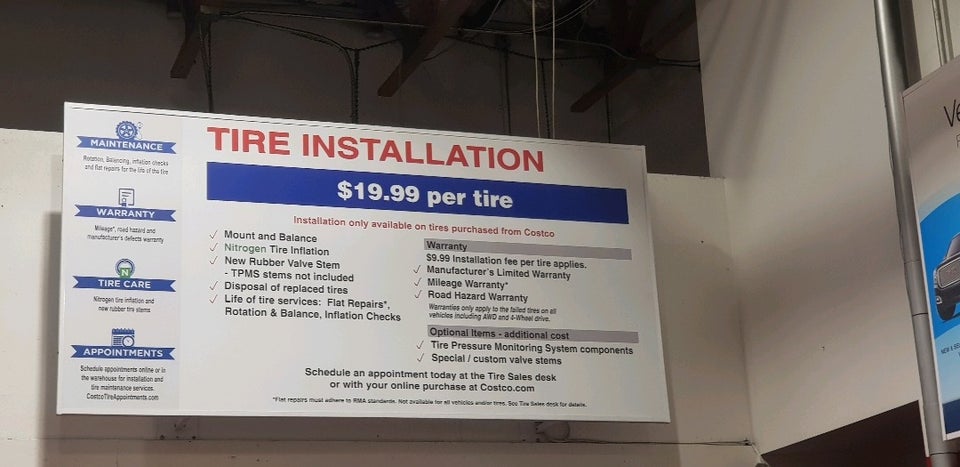 MAINTENANCE
Rotation, Balancing, inflation checks
and flat repairs for the life of the tire
WARRANTY
Mileage*, road hazard and
manufacturer's defects warranty
N
TIRE CARE
Nitrogen tire inflation and
new rubber tire stems
APPOINTMENTS
Schedule appointments online or in
the warehouse for installation and
tire maintenance services.
CostcoTireAppointments.com
TIRE INSTALLATION
$19.99 per tire
Installation only available on tires purchased from Costco
✓ Mount and Balance
✓ Nitrogen Tire Inflation
✓ New Rubber Valve Stem
- TPMS stems not included
✓ Disposal of replaced tires
✓ Life of tire services: Flat Repairs*,
Rotation & Balance, Inflation Checks
Warranty
$9.99 Installation fee per tire applies.
✓ Manufacturer's Limited Warranty
✓ Mileage Warranty*
✓ Road Hazard Warranty
Warranties only apply to the failed tires on all
vehicles including AWD and 4-Wheel drive.
Optional Items - additional cost
✓ Tire Pressure Monitoring System components
✓ Special / custom valve stems
Schedule an appointment today at the Tire Sales desk
or with your online purchase at Costco.com
*Flat repairs must adhere to RMA standards. Not available for all vehicles and/or tires. See Tire Sales desk for details.